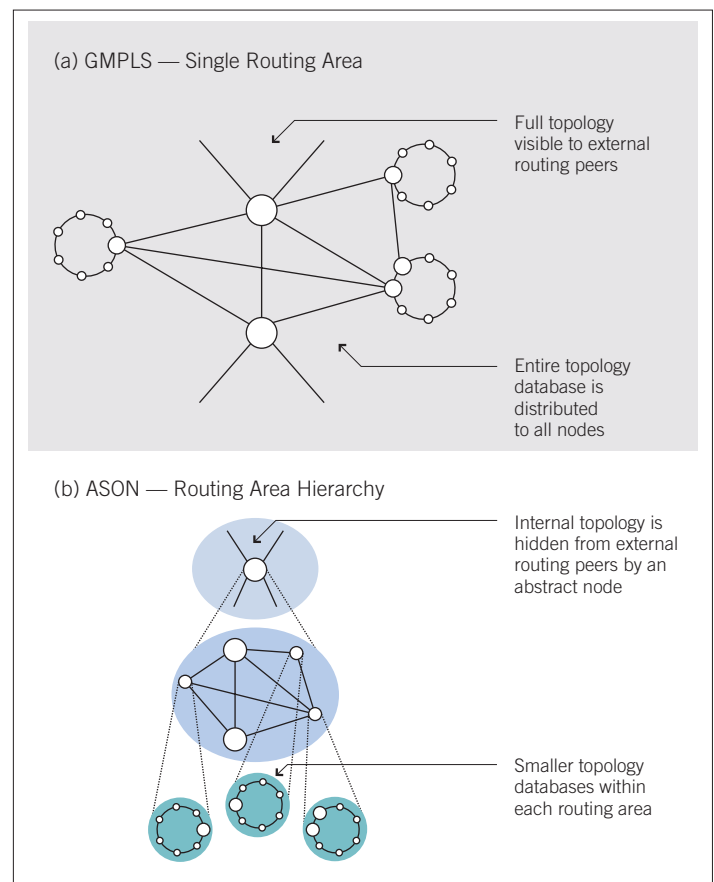 (a) GMPLS — Single Routing Area
Full topology
visible to external
routing peers
Entire topology
database is
distributed
to all nodes
(b) ASON — Routing Area Hierarchy
Internal topology is
hidden from external
routing peers by an
abstract node
Smaller topology
databases within
each routing area